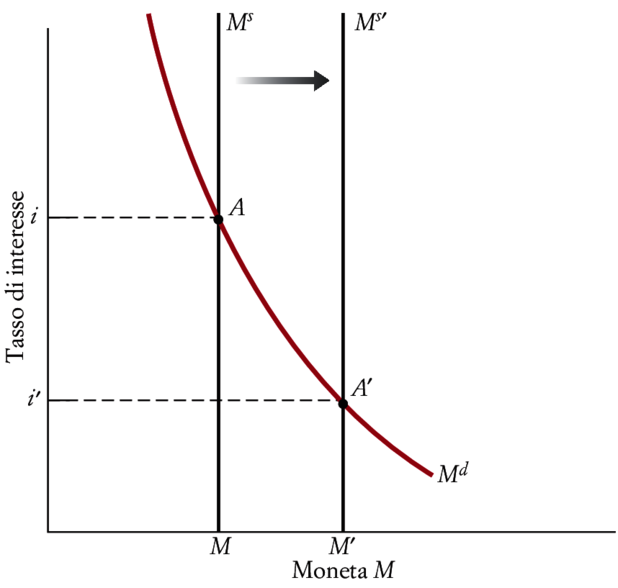 Mˢ
Mˢ′
A
i
Tasso di interesse
A′
i′
Mᵈ
M
M′
Moneta M